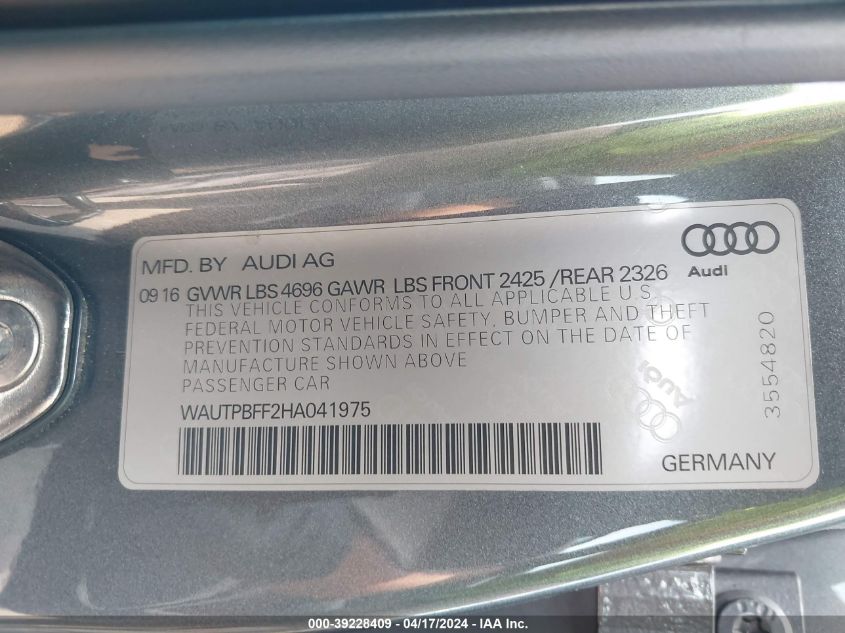 MFD. BY AUDI AG
Audi
09 16 GVWR LBS 4696 GAWR LBS FRONT 2425 /REAR 2326
THIS VEHICLE CONFORMS TO ALL APPLICABLE U.S.
FEDERAL MOTOR VEHICLE SAFETY, BUMPER AND THEFT
PREVENTION STANDARDS IN EFFECT ON THE DATE OF
MANUFACTURE SHOWN ABOVE
PASSENGER CAR
WAUTPBFF2HA041975
Audi
3554820
GERMANY
000-39228409 - 04/17/2024 - IAA Inc.